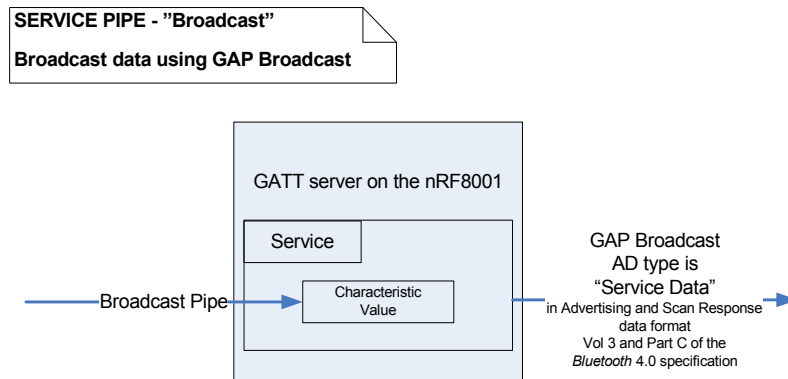 SERVICE PIPE - ”Broadcast”
Broadcast data using GAP Broadcast
GATT server on the nRF8001
Service
Broadcast Pipe
Characteristic
Value
GAP Broadcast
AD type is
“Service Data”
in Advertising and Scan Response
data format
Vol 3 and Part C of the
Bluetooth 4.0 specification